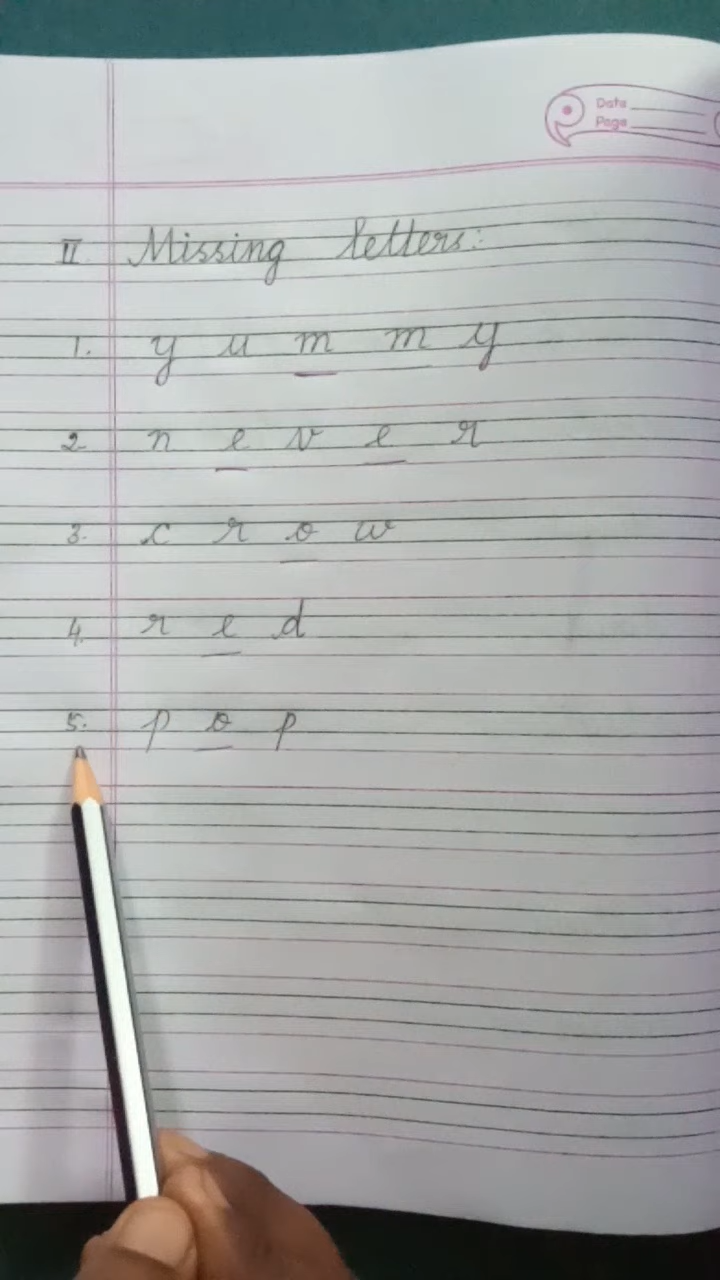 Date
Page
II Missing letters:
1. y u m m y
2. n e v e r
3. c r o w
4. r e d
5. p o p